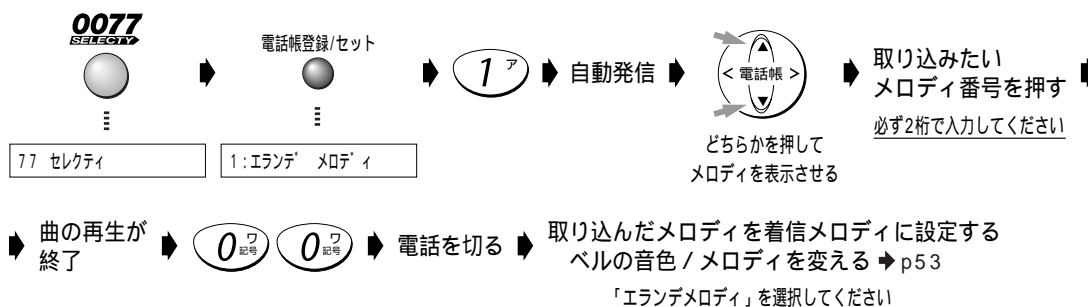 0077
SELECTY
電話帳登録/セット
1 ア
自動発信
< 電話帳 >
取り込みたい
メロディ番号を押す
必ず2桁で入力してください
77 セレクティ
1:エランデ゛ メロデ゛ィ
どちらかを押して
メロディを表示させる
曲の再生が
終了
0 ワ 記号
0 ワ 記号
電話を切る
取り込んだメロディを着信メロディに設定する
ベルの音色/メロディを変える p53
「エランデメロディ」を選択してください